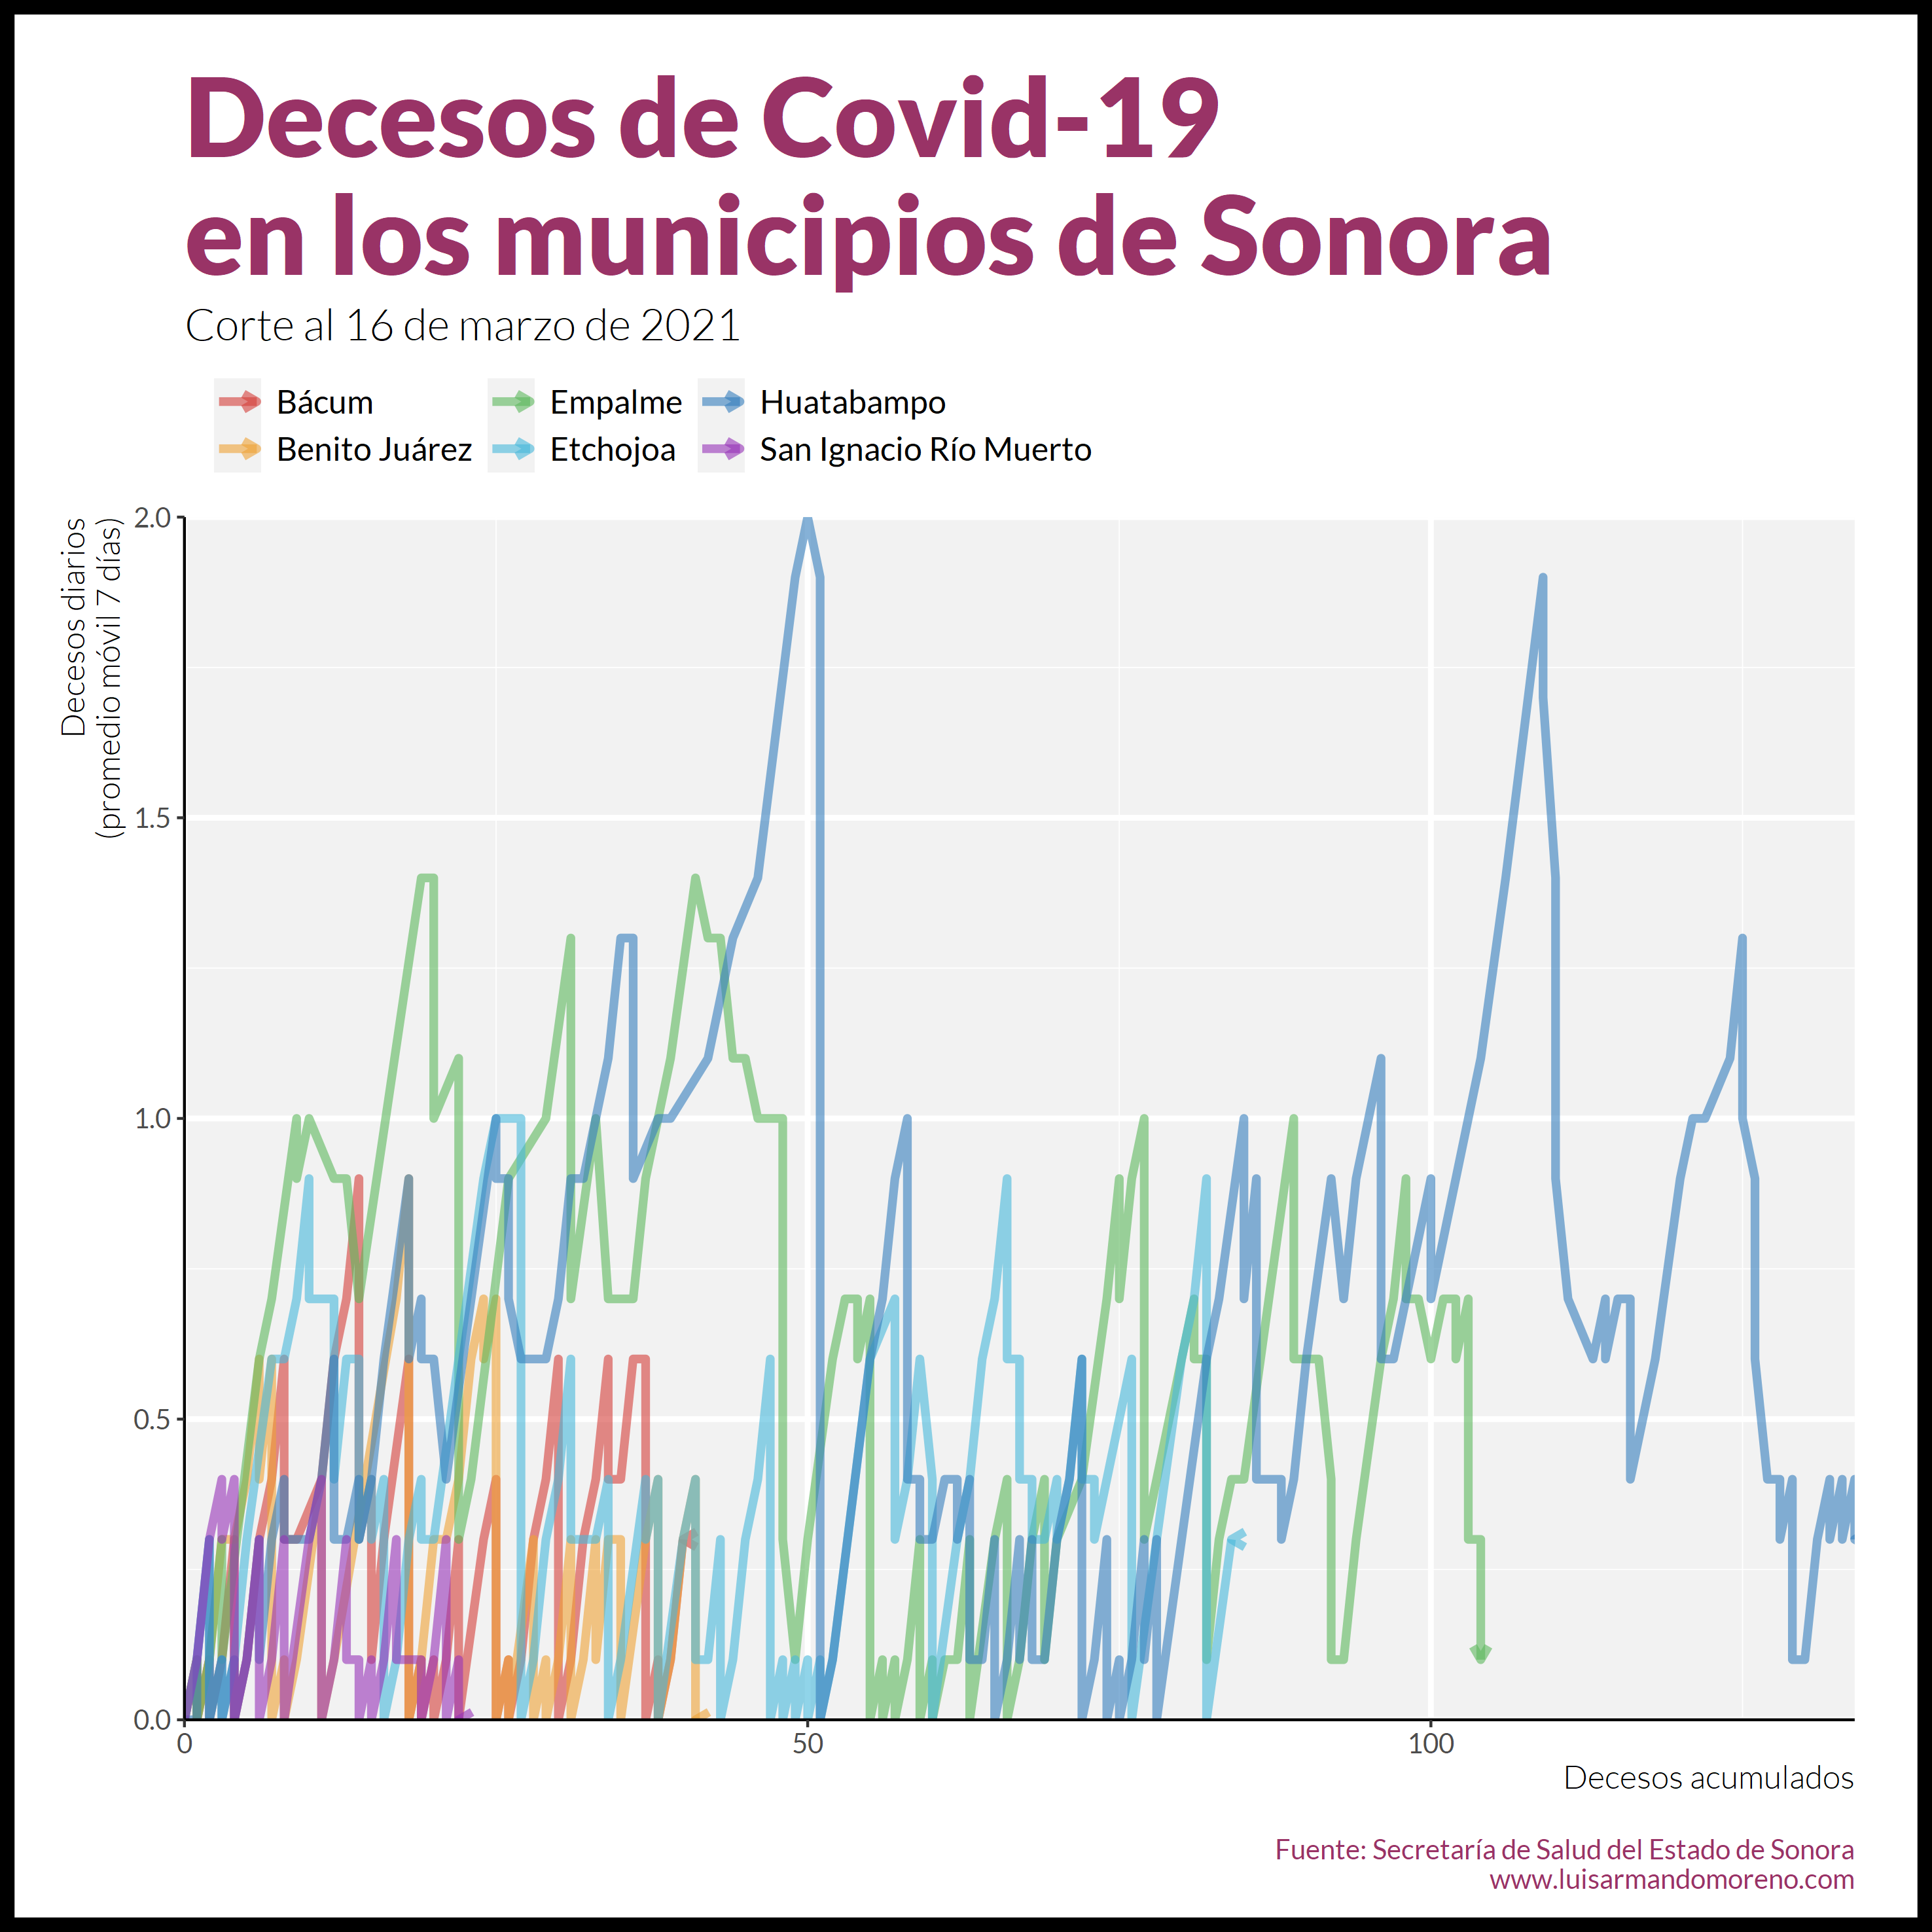 Decesos de Covid-19
en los municipios de Sonora
Corte al 16 de marzo de 2021
Bácum
Empalme
Huatabampo
Benito Juárez
Etchojoa
San Ignacio Río Muerto
Decesos diarios
(promedio móvil 7 días)
2.0
1.5
1.0
0.5
0.0
0
50
100
Decesos acumulados
Fuente: Secretaría de Salud del Estado de Sonora
www.luisarmandomoreno.com